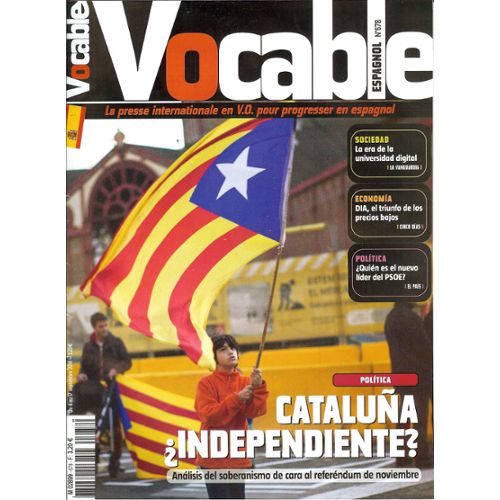 Vocable
Vocable
ESPAGNOL N°678
La presse internationale en V.O. pour progresser en espagnol
SOCIEDAD
La era de la
universidad digital
| LA VANGUARDIA |
ECONOMÍA
DIA, el triunfo de los
precios bajos
| CINCO DÍAS |
POLÍTICA
¿Quién es el nuevo
líder del PSOE?
| EL PAÍS |
POLÍTICA
CATALUÑA
¿INDEPENDIENTE?
Análisis del soberanismo de cara al referéndum de noviembre